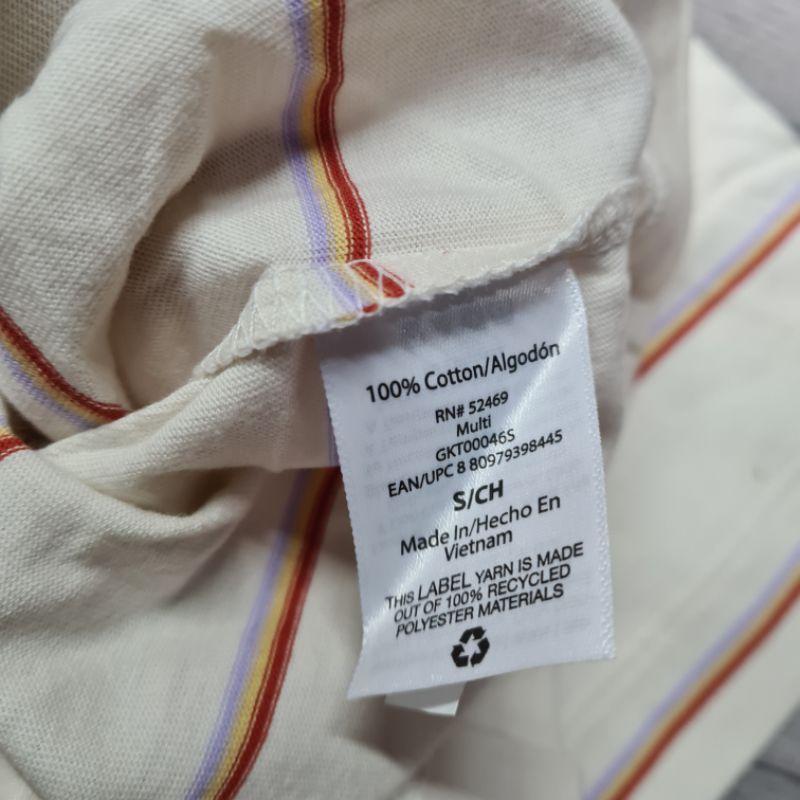 100% Cotton/Algodón
RN# 52469
Multi
GKT00046S
EAN/UPC 8 80979398445
S/CH
Made In/Hecho En
Vietnam
THIS LABEL YARN IS MADE
OUT OF 100% RECYCLED
POLYESTER MATERIALS